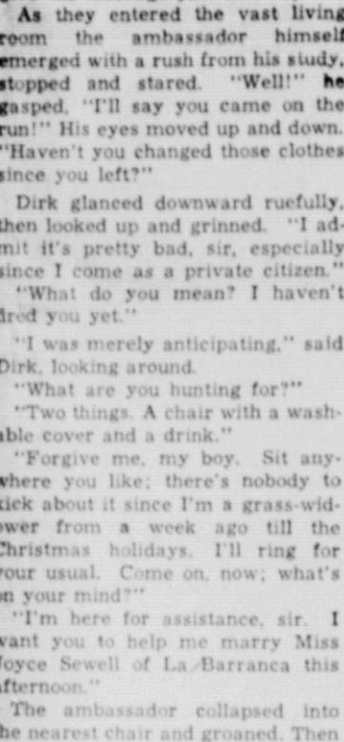 As they entered the vast living
room the ambassador himself
emerged with a rush from his study,
stopped and stared. "Well!" he
gasped, "I'll say you came on the
run!" His eyes moved up and down.
"Haven't you changed those clothes
since you left?"
Dirk glanced downward ruefully,
then looked up and grinned. "I ad-
mit it's pretty bad, sir, especially
since I come as a private citizen."
"What do you mean? I haven't
ired you yet."
"I was merely anticipating," said
Dirk, looking around.
"What are you hunting for?"
"Two things. A chair with a wash-
able cover and a drink."
"Forgive me, my boy. Sit any-
where you like; there's nobody to
kick about it since I'm a grass-wid-
ower from a week ago till the
Christmas holidays. I'll ring for
your usual. Come on, now; what's
on your mind?"
"I'm here for assistance, sir. I
want you to help me marry Miss
Joyce Sewell of La Barranca this
afternoon."
The ambassador collapsed into
the nearest chair and groaned. Then